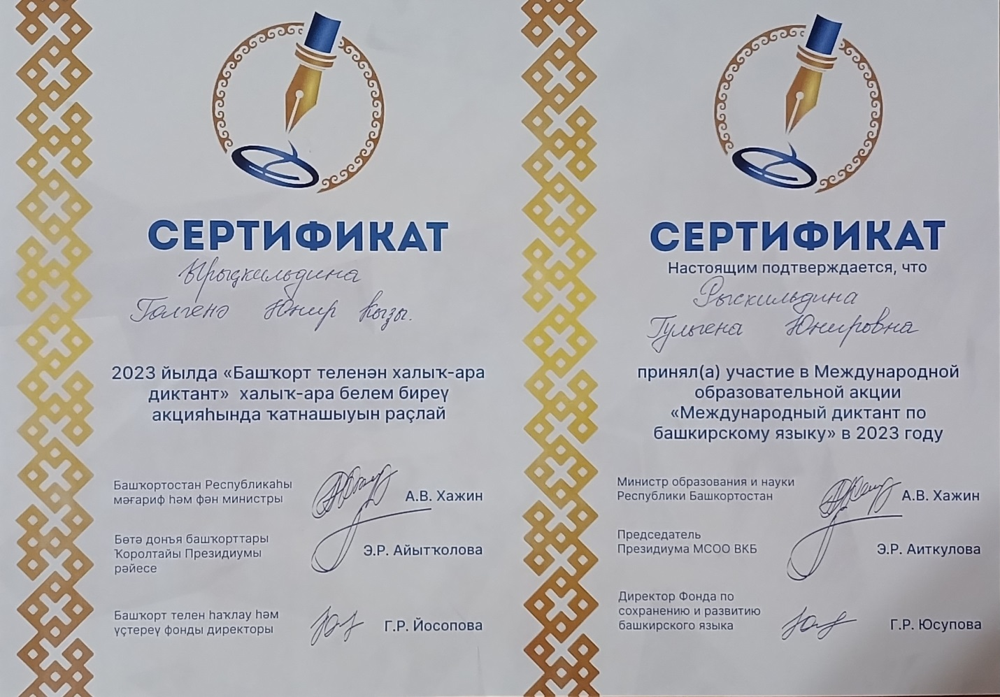 СЕРТИФИКАТ
Ырыҫкильдина
Гөлгенә Юнир ҡыҙы.
2023 йылда «Башҡорт теленән халыҡ-ара
диктант» халыҡ-ара белем биреү
акцияһында ҡатнашыуын раҫлай
Башҡортостан Республикаһы
мәғариф һәм фән министры
А.В. Хажин
Бөтә донъя башҡорттары
Ҡоролтайы Президиумы
рәйесе
Э.Р. Айытҡолова
Башҡорт телен һаҡлау һәм
үҫтереү фонды директоры
Г.Р. Йосопова
СЕРТИФИКАТ
Настоящим подтверждается, что
Рыскильдина
Гульгена Юнировна
принял(а) участие в Международной
образовательной акции
«Международный диктант по
башкирскому языку» в 2023 году
Министр образования и науки
Республики Башкортостан
А.В. Хажин
Председатель
Президиума МСОО ВКБ
Э.Р. Аиткулова
Директор Фонда по
сохранению и развитию
башкирского языка
Г.Р. Юсупова